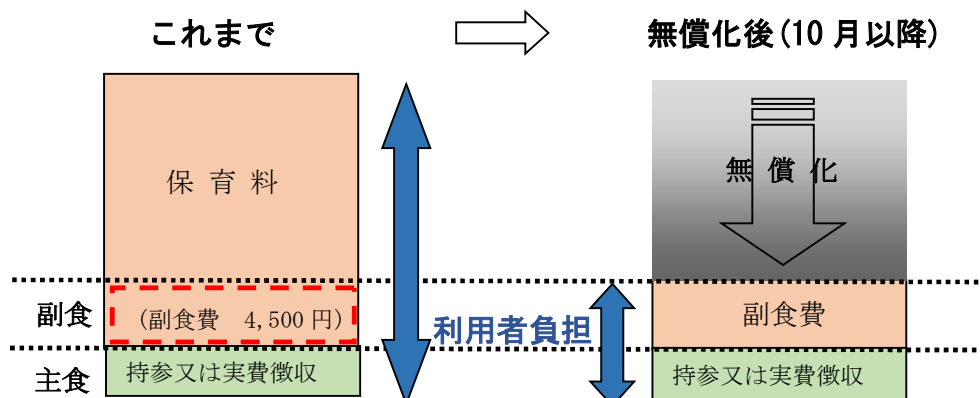 これまで
無償化後(10月以降)
保 育 料
無 償 化
副食
(副食費 4,500円)
利用者負担
副食費
主食
持参又は実費徴収
持参又は実費徴収